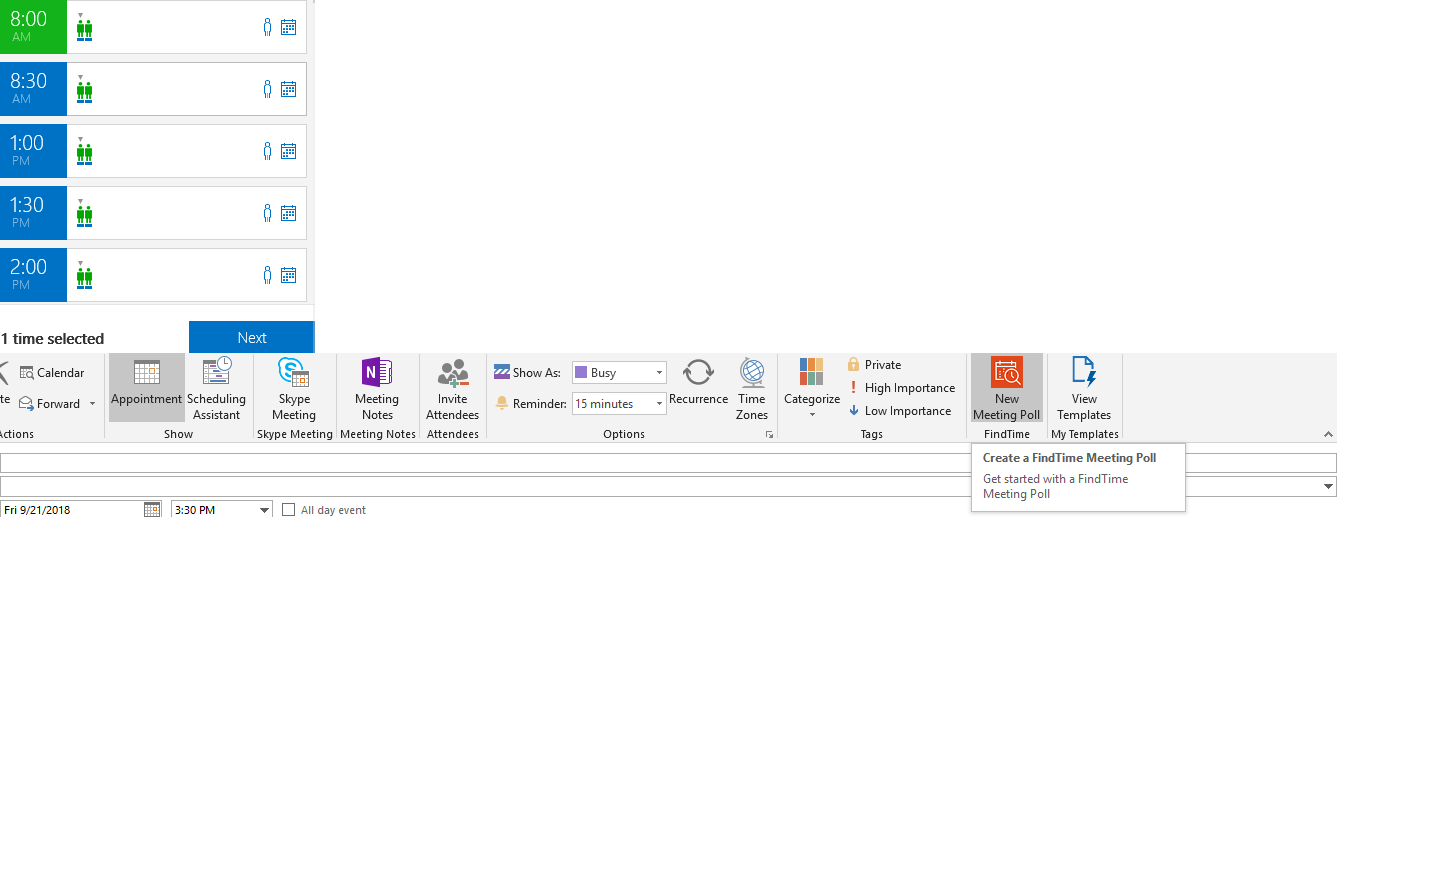 8:00
AM
8:30
AM
1:00
PM
1:30
PM
2:00
PM
1 time selected
Next
te
Calendar
Forward
Actions
Appointment
Scheduling
Assistant
Show
Skype
Meeting
Skype Meeting
Meeting
Notes
Meeting Notes
Invite
Attendees
Attendees
Show As:
Busy
Reminder:
15 minutes
Recurrence
Time
Zones
Options
Categorize
Private
High Importance
Low Importance
Tags
New
Meeting Poll
FindTime
View
Templates
My Templates
Create a FindTime Meeting Poll
Get started with a FindTime
Meeting Poll
Fri 9/21/2018
3:30 PM
All day event